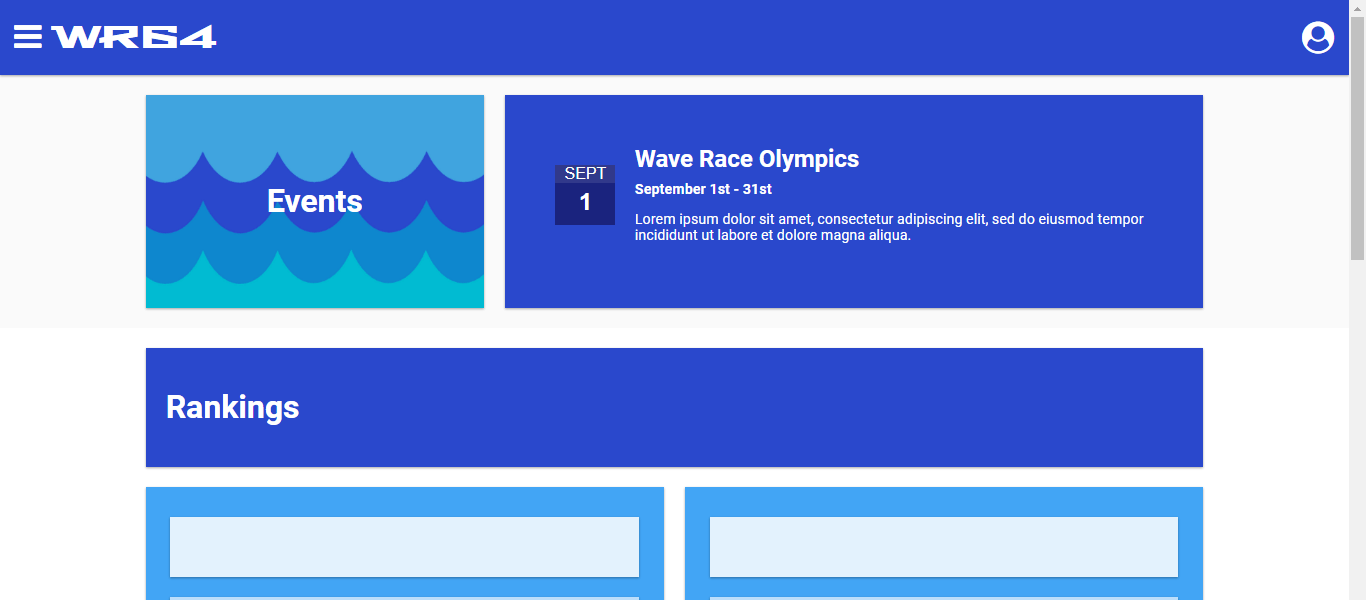 WR64
Events
SEPT
1
Wave Race Olympics
September 1st - 31st
Lorem ipsum dolor sit amet, consectetur adipiscing elit, sed do eiusmod tempor
incididunt ut labore et dolore magna aliqua.
Rankings